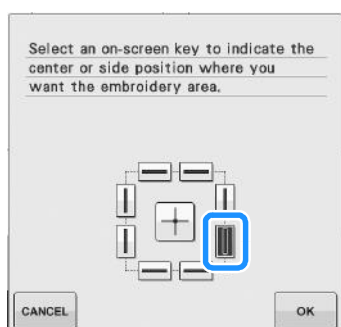 Select an on-screen key to indicate the
center or side position where you
want the embroidery area.
CANCEL
OK